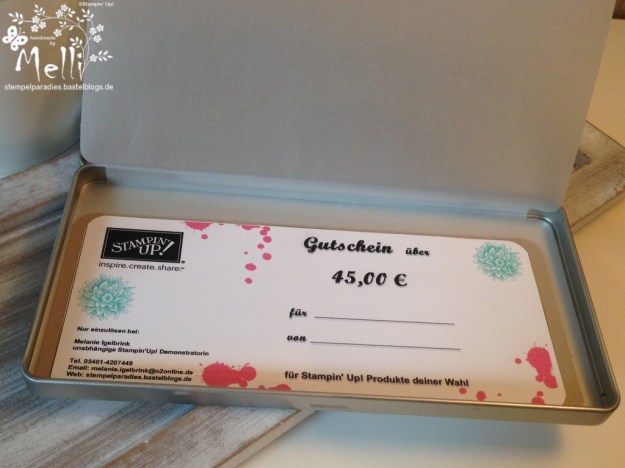 ©Stampin' Up!
handmade
by
Melli
stempelparadies.bastelblogs.de
STAMPIN' UP!®
inspire.create.share.™
Gutschein über
45,00 €
für
von
Nur einzulösen bei:
Melanie Igelbrink
unabhängige Stampin'Up! Demonstratorin
Tel. 05401-4207449
Email: melanie.igelbrink@o2online.de
Web: stempelparadies.bastelblogs.de
für Stampin' Up! Produkte deiner Wahl